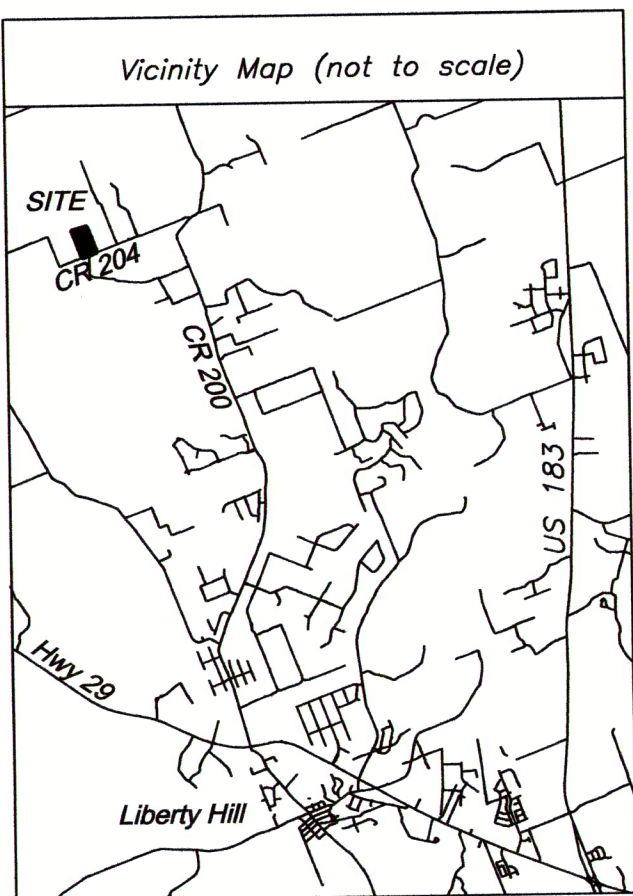 Vicinity Map (not to scale)
SITE
CR 204
CR 200
US 183
Hwy 29
Liberty Hill